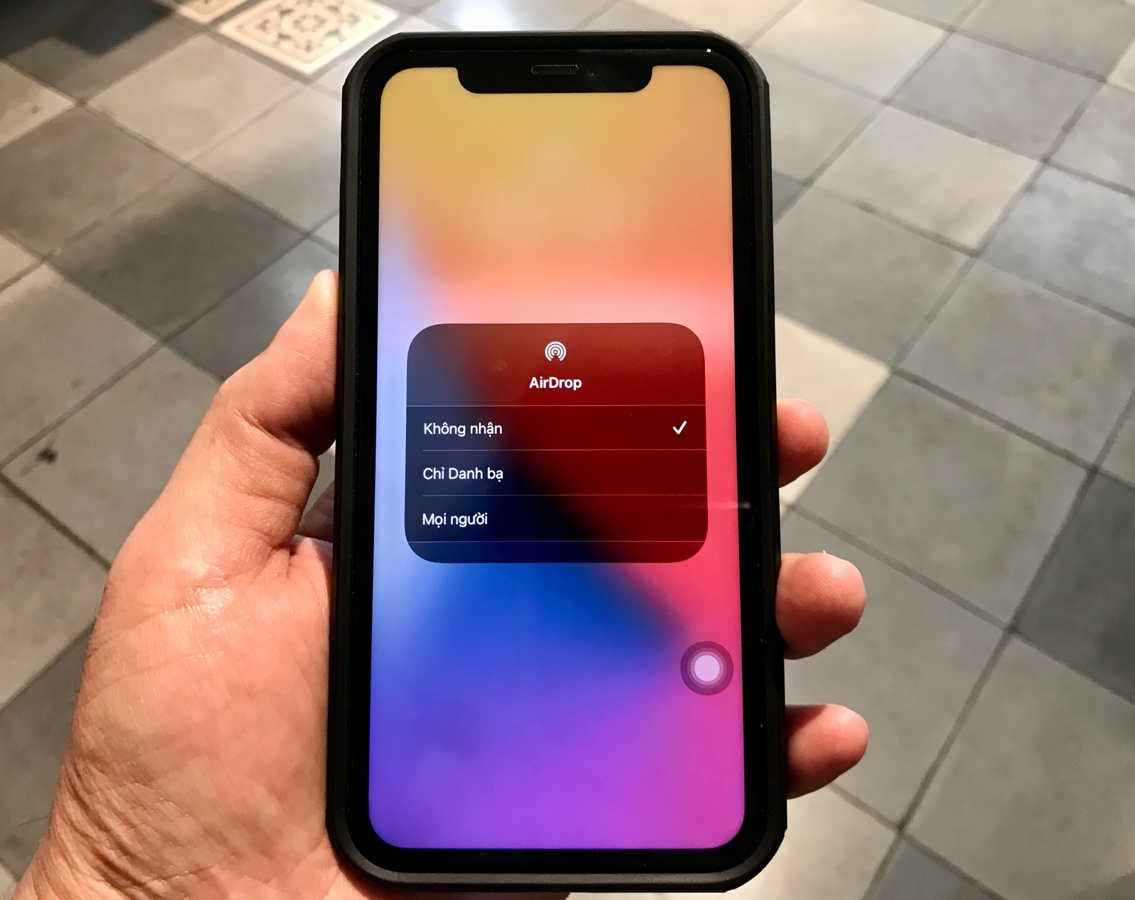 AirDrop
Không nhận
Chỉ Danh bạ
Mọi người